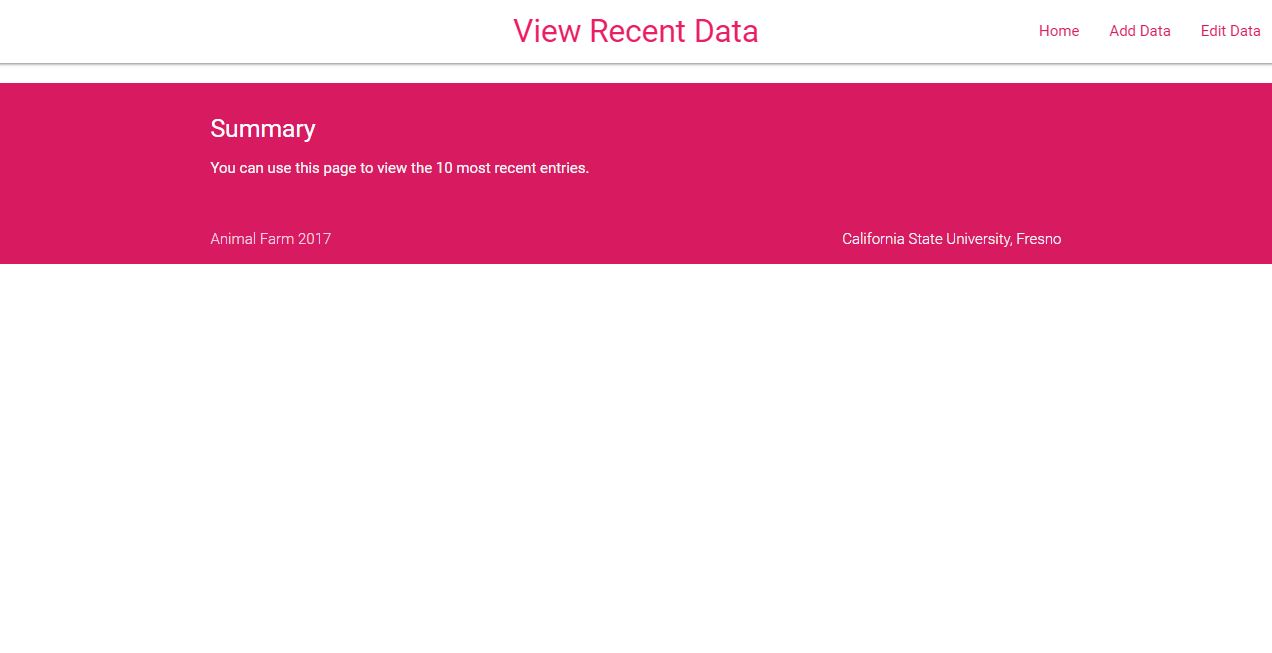 View Recent Data
Home Add Data Edit Data
Summary
You can use this page to view the 10 most recent entries.
Animal Farm 2017
California State University, Fresno